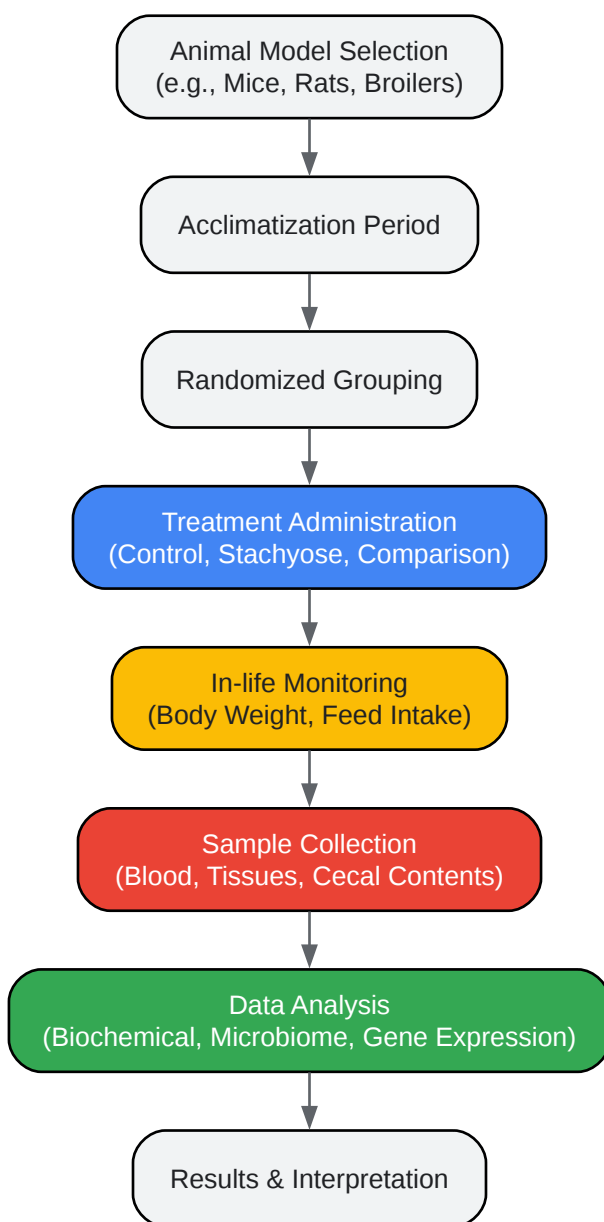 Animal Model Selection
(e.g., Mice, Rats, Broilers)
Acclimatization Period
Randomized Grouping
Treatment Administration
(Control, Stachyose, Comparison)
In-life Monitoring
(Body Weight, Feed Intake)
Sample Collection
(Blood, Tissues, Cecal Contents)
Data Analysis
(Biochemical, Microbiome, Gene Expression)
Results & Interpretation